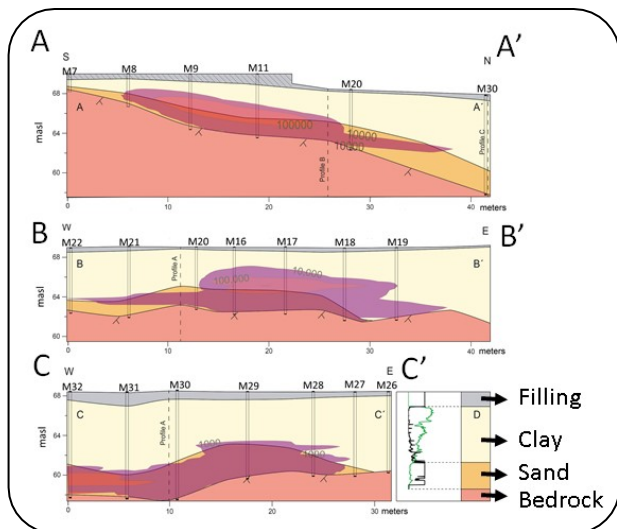 A
A'
S
N
M7
M8
M9
M11
M20
M30
68
64
60
masl
A
A'
100000
10000
10000
Profile B
Profile C
0
10
20
30
40
meters
B
B'
W
E
M22
M21
M20
M16
M17
M18
M19
68
64
60
masl
B
B'
Profile A
100.000
10.000
0
10
20
30
40
meters
C
C'
W
E
M32
M31
M30
M29
M28
M27
M26
68
64
60
masl
C
C'
Profile A
1000
1000
0
10
20
30
meters
D
Filling
Clay
Sand
Bedrock